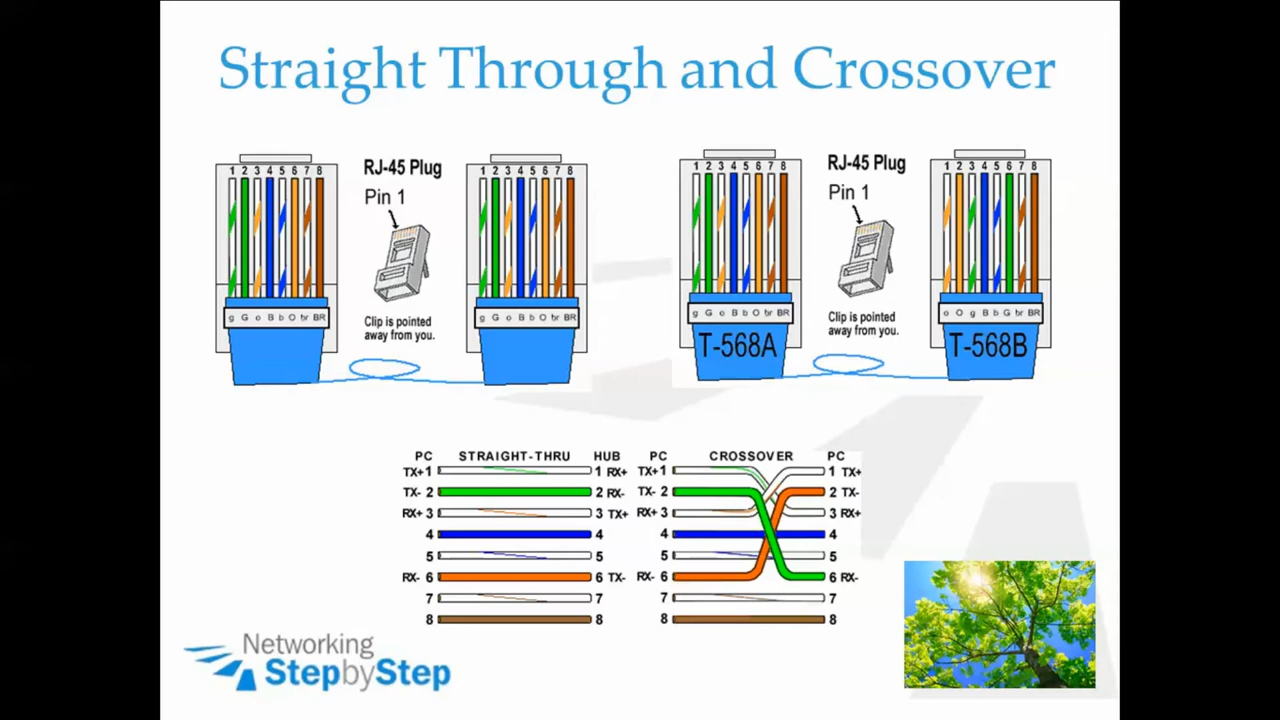 Straight Through and Crossover
1 2 3 4 5 6 7 8
RJ-45 Plug
Pin 1
Clip is pointed
away from you.
g G o B b O br BR
1 2 3 4 5 6 7 8
g G o B b O br BR
1 2 3 4 5 6 7 8
RJ-45 Plug
Pin 1
Clip is pointed
away from you.
g G o B b O br BR
T-568A
1 2 3 4 5 6 7 8
o O g B b G br BR
T-568B
PC STRAIGHT-THRU HUB
TX+ 1 1 RX+
TX- 2 2 RX-
RX+ 3 3 TX+
4 4
5 5
RX- 6 6 TX-
7 7
8 8
PC CROSSOVER PC
TX+ 1 1 TX+
TX- 2 2 TX-
RX+ 3 3 RX+
4 4
5 5
RX- 6 6 RX-
7 7
8 8
Networking
StepbyStep